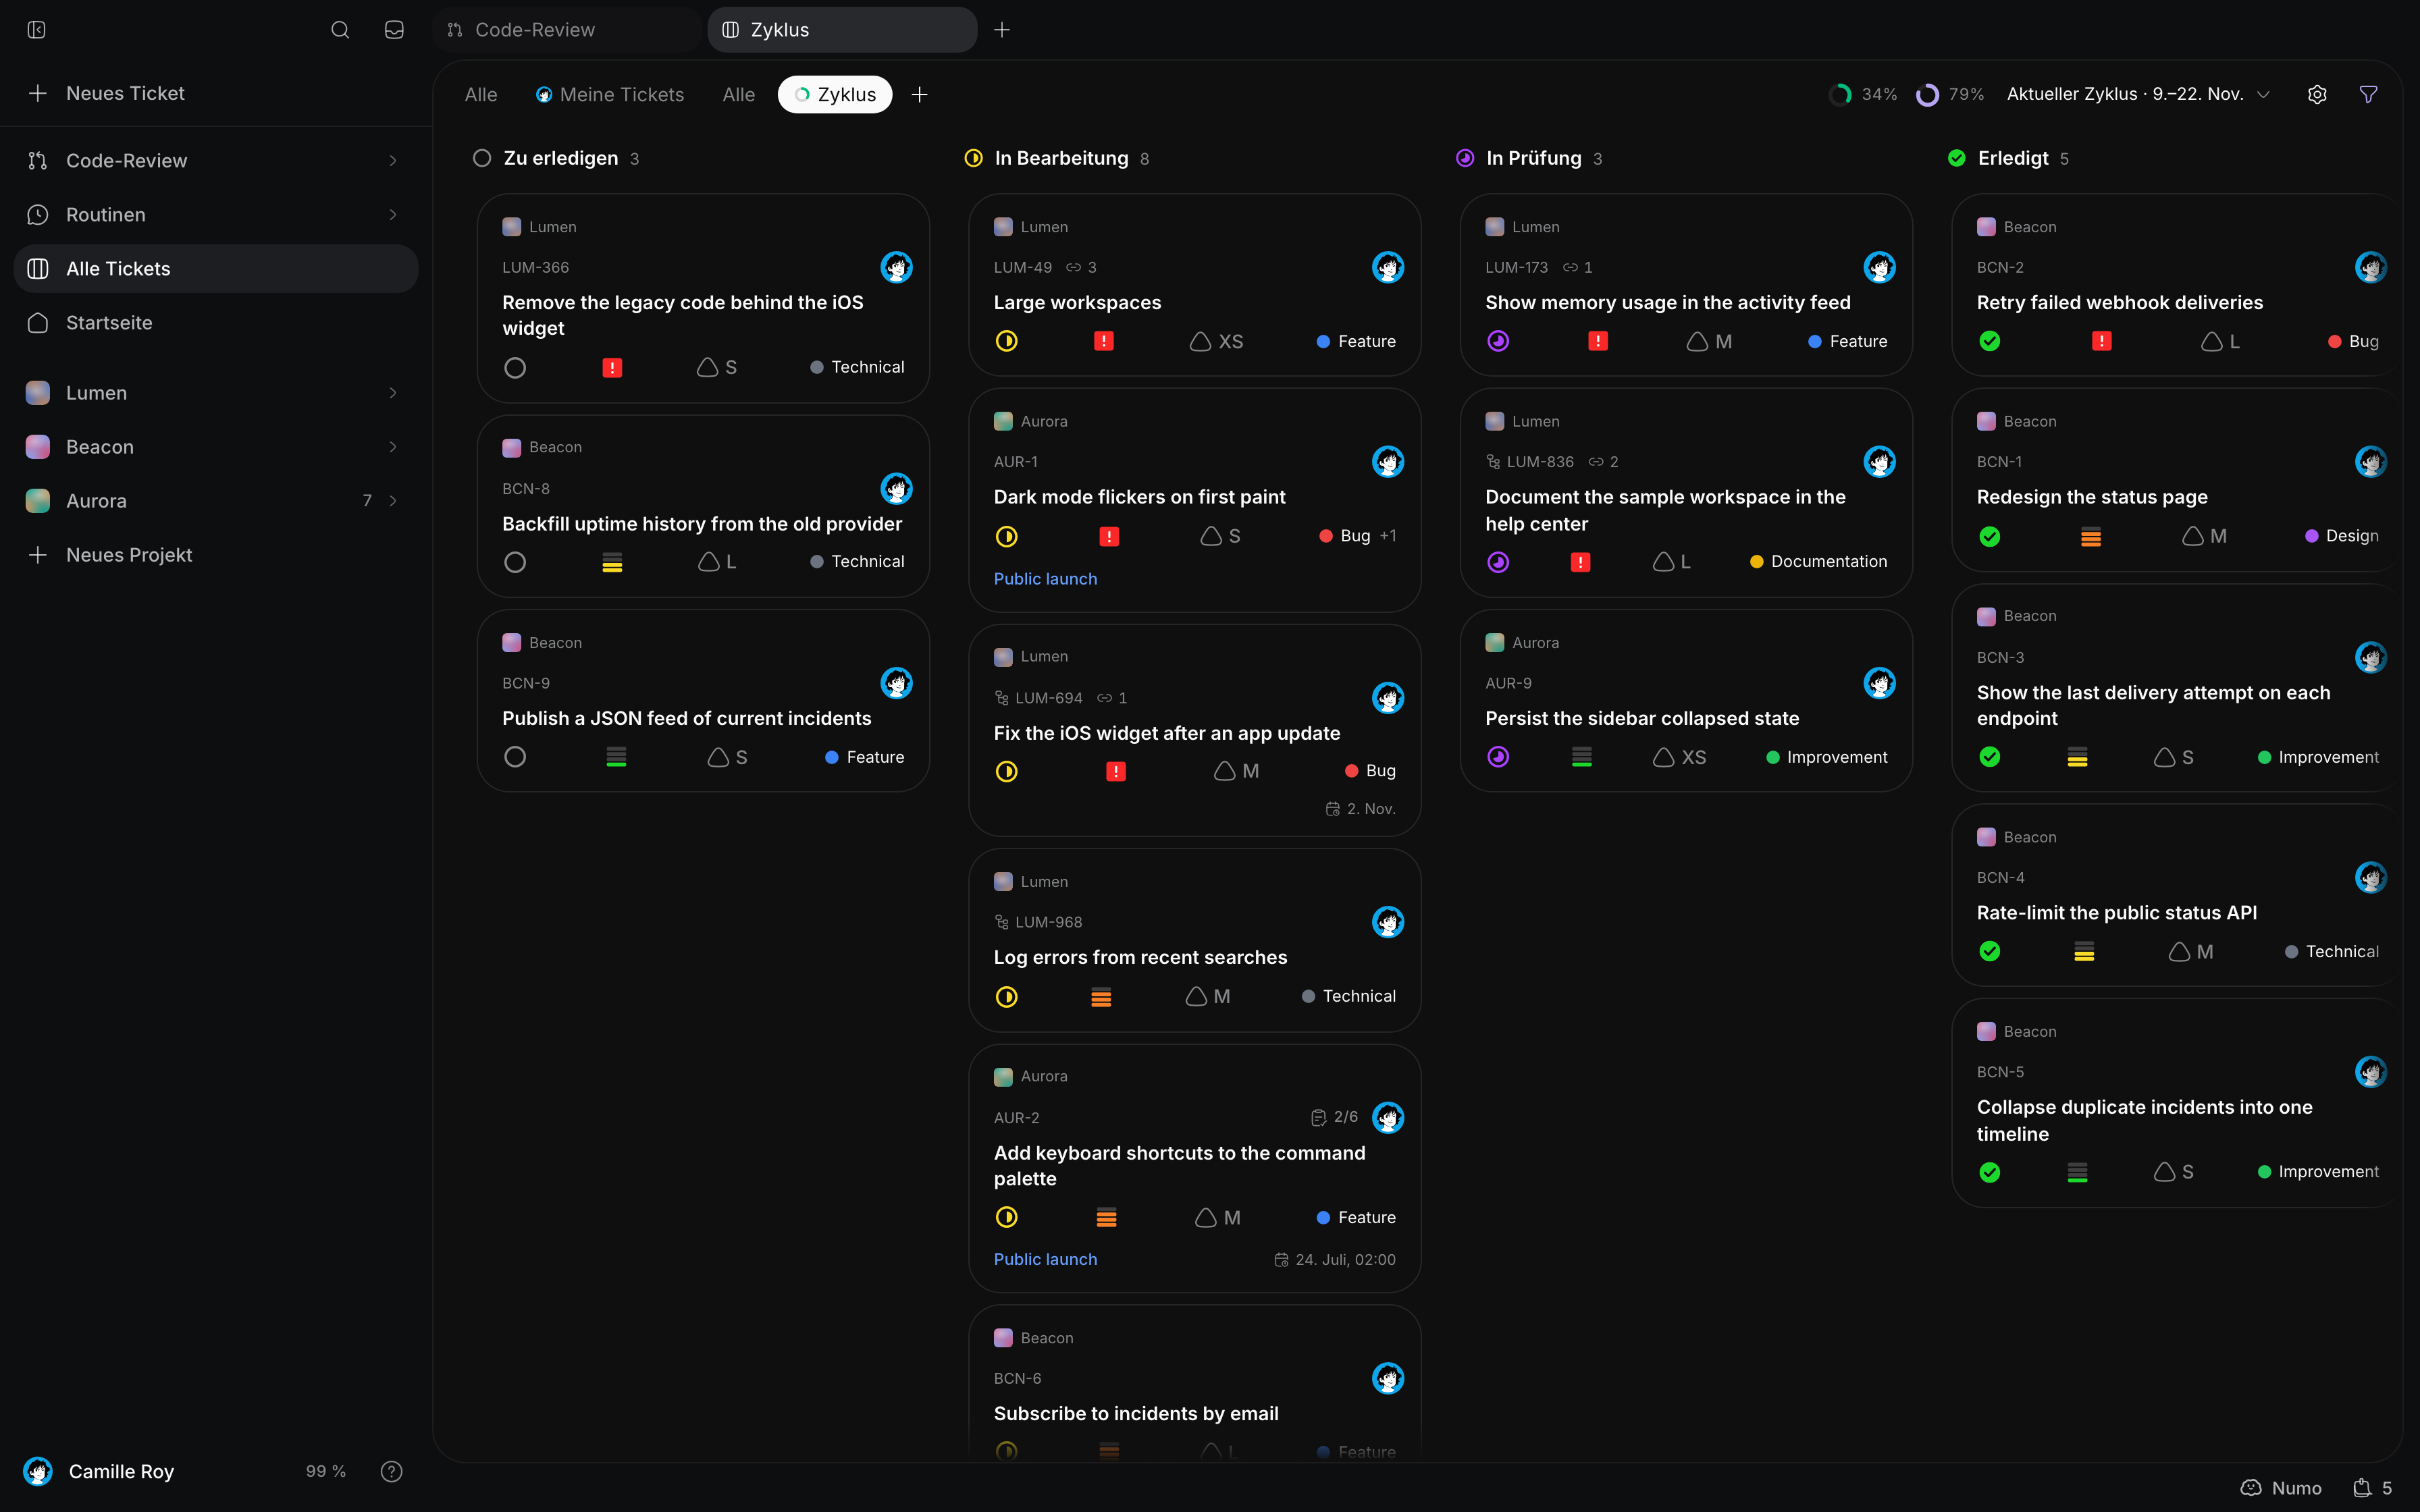 Code-Review
Zyklus
Neues Ticket
Code-Review
Routinen
Alle Tickets
Startseite
Lumen
Beacon
Aurora 7
Neues Projekt
Camille Roy 99 %
Alle
Meine Tickets
Alle
Zyklus
34%
79%
Aktueller Zyklus · 9.–22. Nov.
Zu erledigen 3
Lumen
LUM-366
Remove the legacy code behind the iOS
widget
S
Technical
Beacon
BCN-8
Backfill uptime history from the old provider
L
Technical
Beacon
BCN-9
Publish a JSON feed of current incidents
S
Feature
In Bearbeitung 8
Lumen
LUM-49 3
Large workspaces
XS
Feature
Aurora
AUR-1
Dark mode flickers on first paint
S
Bug +1
Public launch
Lumen
LUM-694 1
Fix the iOS widget after an app update
M
Bug
2. Nov.
Lumen
LUM-968
Log errors from recent searches
M
Technical
Aurora
AUR-2
2/6
Add keyboard shortcuts to the command
palette
M
Feature
Public launch
24. Juli, 02:00
Beacon
BCN-6
Subscribe to incidents by email
L
Feature
In Prüfung 3
Lumen
LUM-173 1
Show memory usage in the activity feed
M
Feature
Lumen
LUM-836 2
Document the sample workspace in the
help center
L
Documentation
Aurora
AUR-9
Persist the sidebar collapsed state
XS
Improvement
Erledigt 5
Beacon
BCN-2
Retry failed webhook deliveries
L
Bug
Beacon
BCN-1
Redesign the status page
M
Design
Beacon
BCN-3
Show the last delivery attempt on each
endpoint
S
Improvement
Beacon
BCN-4
Rate-limit the public status API
M
Technical
Beacon
BCN-5
Collapse duplicate incidents into one
timeline
S
Improvement
Numo
5